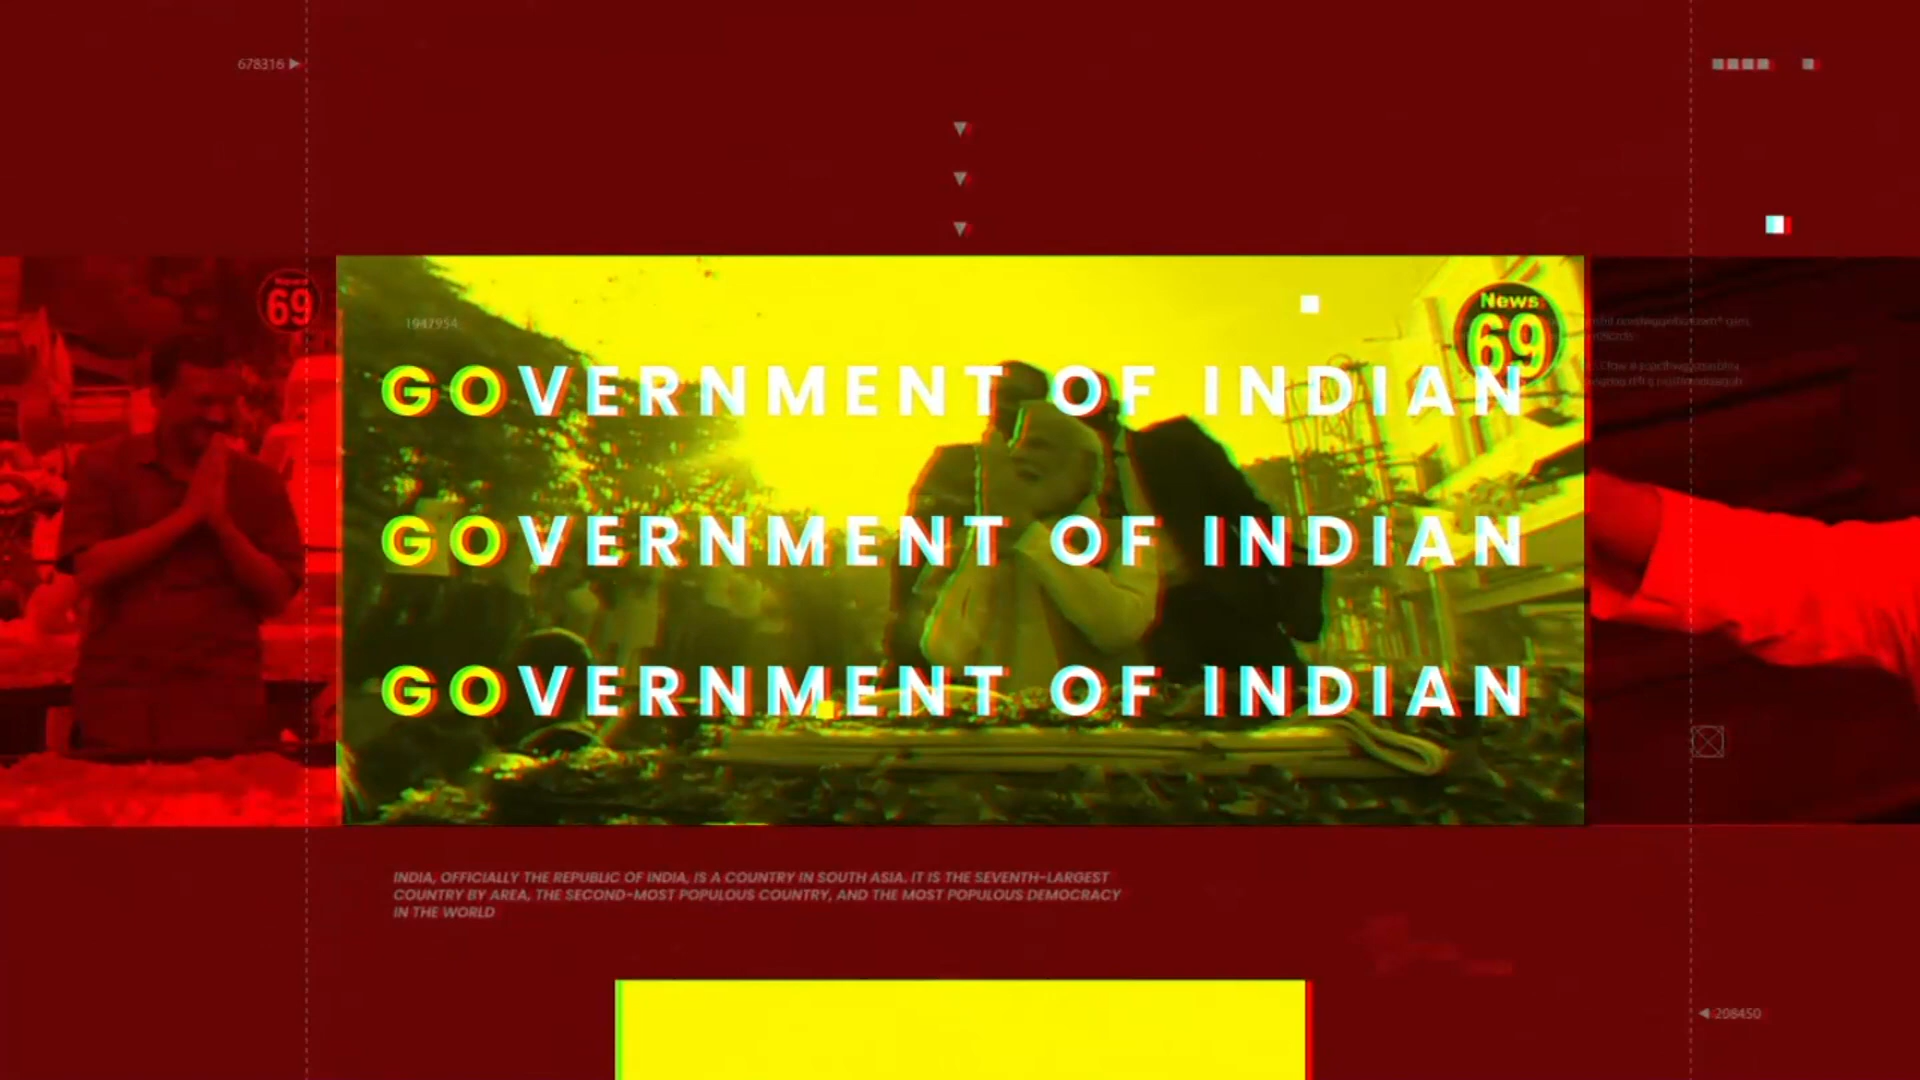 678316
News
69
News
69
1947954
GOVERNMENT OF INDIAN
GOVERNMENT OF INDIAN
GOVERNMENT OF INDIAN
INDIA, OFFICIALLY THE REPUBLIC OF INDIA, IS A COUNTRY IN SOUTH ASIA. IT IS THE SEVENTH-LARGEST
COUNTRY BY AREA, THE SECOND-MOST POPULOUS COUNTRY, AND THE MOST POPULOUS DEMOCRACY
IN THE WORLD
208450